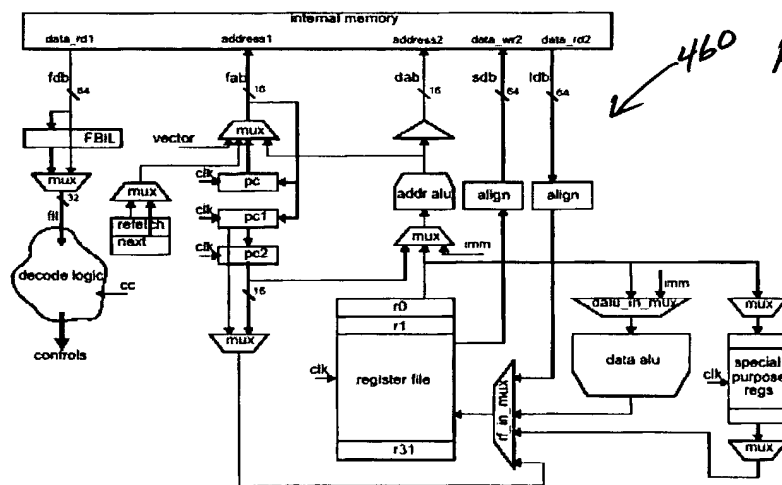 internal memory
data_rd1 address1 address2 data_wr2 data_rd2
460
fdb fab dab sdb ldb
64 16 16 64 64
FBIL
vector
mux
mux
mux
clk pc
addr alu
align
align
32
fil
refetch
next
clk pc1
clk pc2
mux
imm
decode logic
cc
16
controls
mux
r0
r1
clk
register file
r31
rf_in_mux
imm
dalu_in_mux
data alu
mux
clk
special
purpose
regs
mux